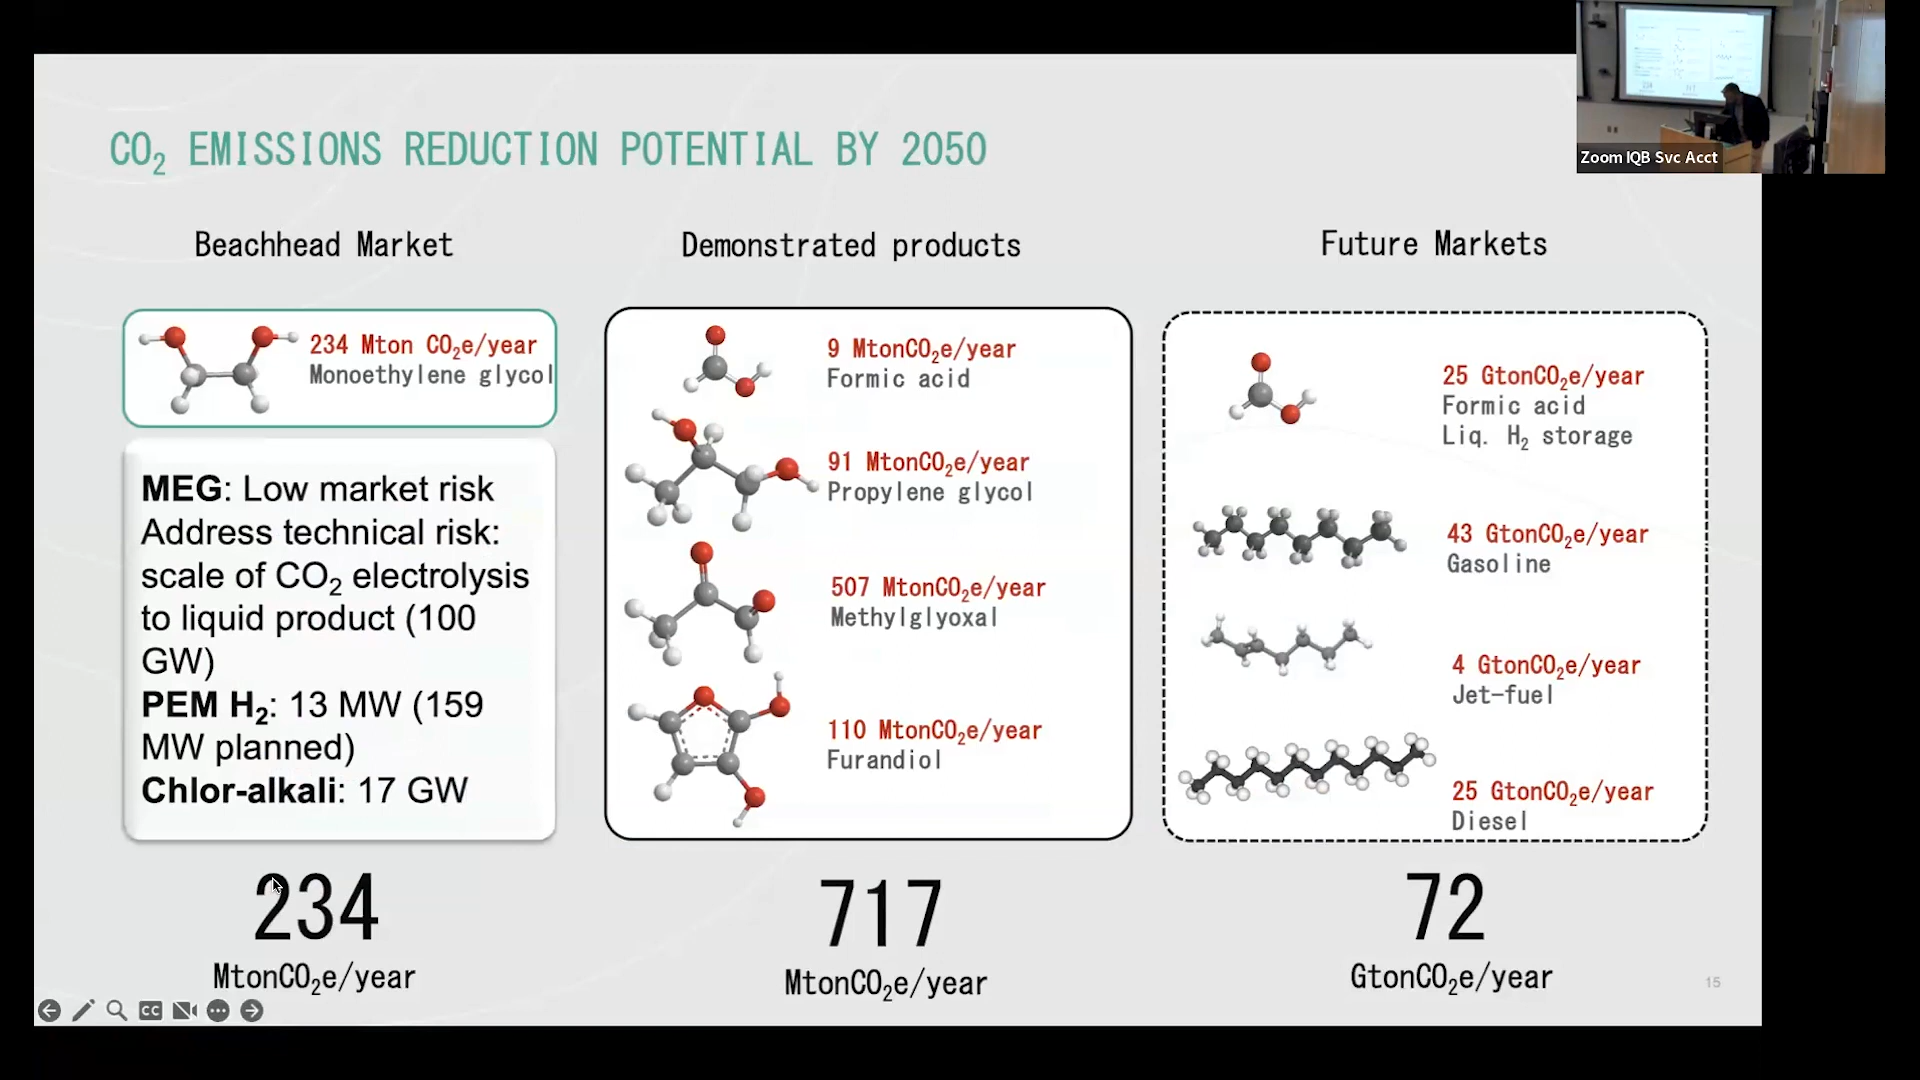 Zoom IQB Svc Acct
CO₂ EMISSIONS REDUCTION POTENTIAL BY 2050
Beachhead Market
234 Mton CO₂e/year
Monoethylene glycol
MEG: Low market risk
Address technical risk:
scale of CO₂ electrolysis
to liquid product (100
GW)
PEM H₂: 13 MW (159
MW planned)
Chlor-alkali: 17 GW
234
MtonCO₂e/year
Demonstrated products
9 MtonCO₂e/year
Formic acid
91 MtonCO₂e/year
Propylene glycol
507 MtonCO₂e/year
Methylglyoxal
110 MtonCO₂e/year
Furandiol
717
MtonCO₂e/year
Future Markets
25 GtonCO₂e/year
Formic acid
Liq. H₂ storage
43 GtonCO₂e/year
Gasoline
4 GtonCO₂e/year
Jet-fuel
25 GtonCO₂e/year
Diesel
72
GtonCO₂e/year
15
CC